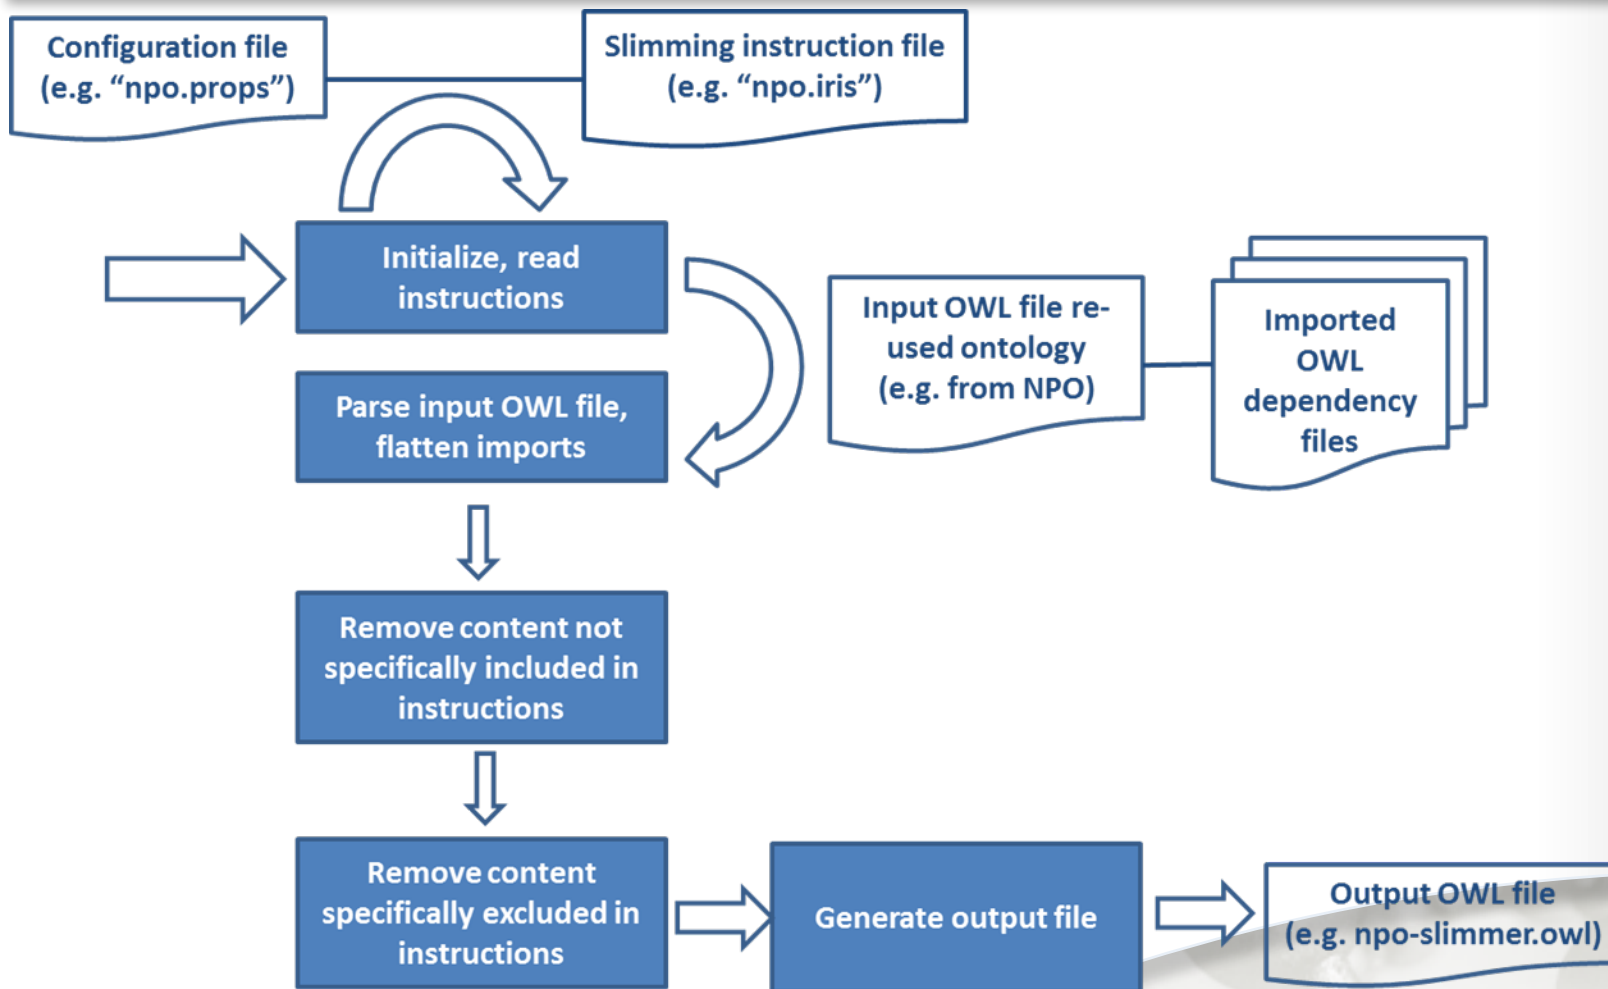 Configuration file
(e.g. “npo.props”)
Slimming instruction file
(e.g. “npo.iris”)
Initialize, read
instructions
Input OWL file re-
used ontology
(e.g. from NPO)
Imported
OWL
dependency
files
Parse input OWL file,
flatten imports
Remove content not
specifically included in
instructions
Remove content
specifically excluded in
instructions
Generate output file
Output OWL file
(e.g. npo-slimmer.owl)